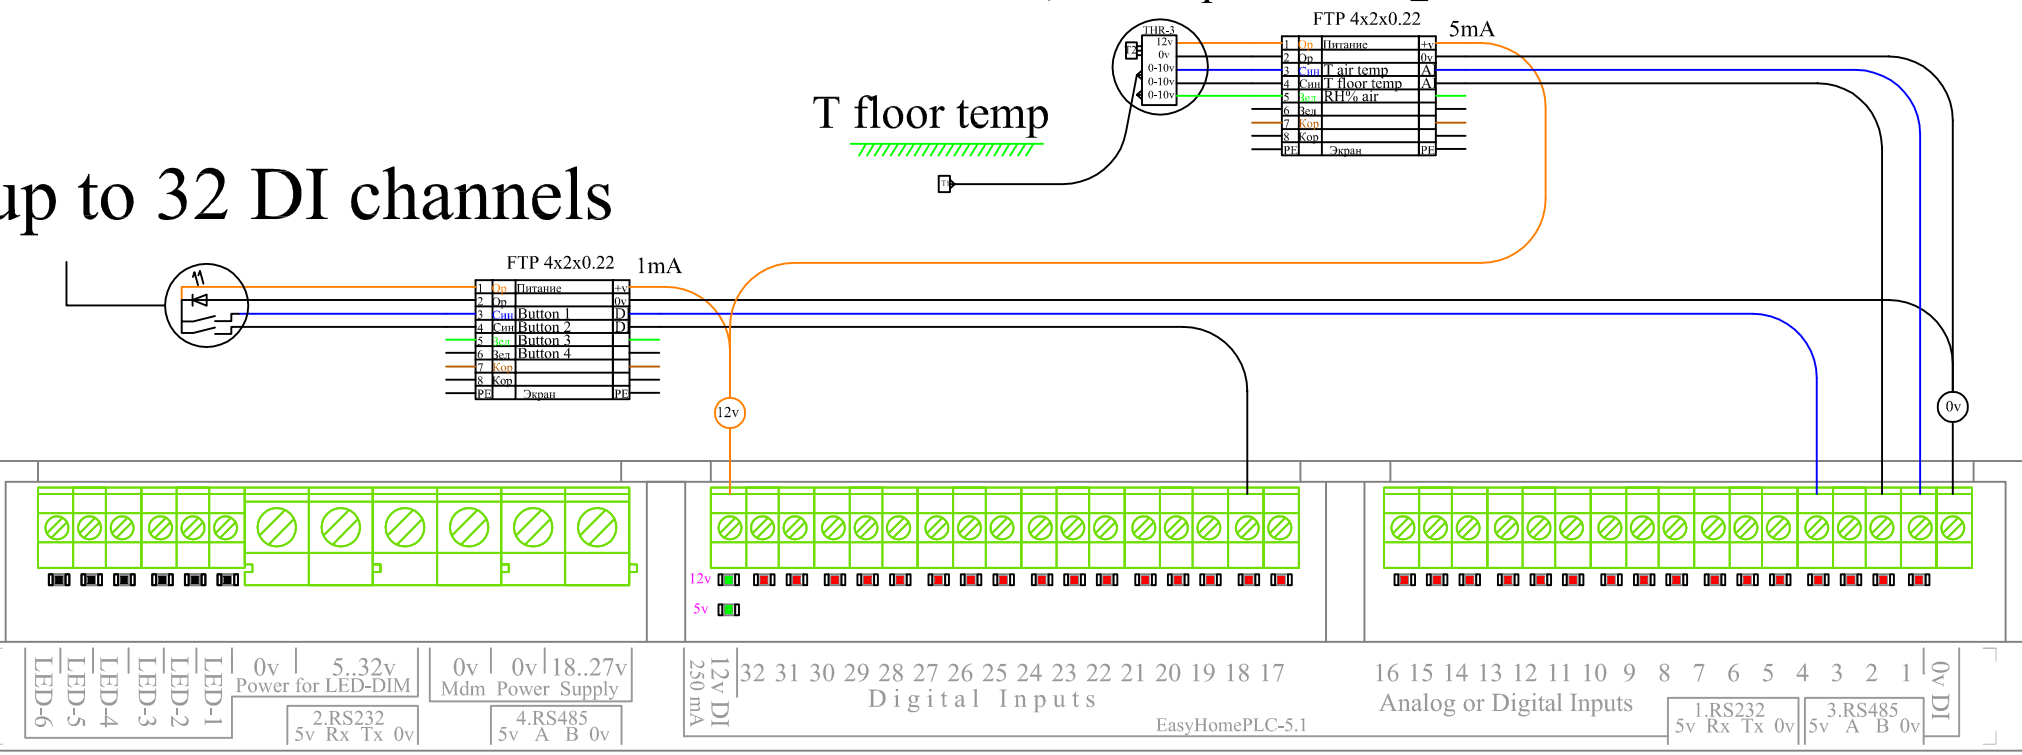 FTP 4x2x0.22
5mA
THR-3
12v
0v
0-10v
0-10v
0-10v
T2
1 Ор Питание +v
2 Ор 0v
3 Син T air temp A
4 Син T floor temp A
5 Зел RH% air
6 Зел
7 Кор
8 Кор
PE Экран PE
T floor temp
up to 32 DI channels
FTP 4x2x0.22
1mA
1 Ор Питание +v
2 Ор 0v
3 Син Button 1 D
4 Син Button 2 D
5 Зел Button 3
6 Зел Button 4
7 Кор
8 Кор
PE Экран PE
12v
0v
12v
5v
LED-6
LED-5
LED-4
LED-3
LED-2
LED-1
0v 5..32v
Power for LED-DIM
0v 0v 18.27v
Mdm Power Supply
2.RS232
5v Rx Tx 0v
4.RS485
5v A B 0v
12v DI
250 mA
32 31 30 29 28 27 26 25 24 23 22 21 20 19 18 17
Digital Inputs
EasyHomePLC-5.1
16 15 14 13 12 11 10 9 8 7 6 5 4 3 2 1
Analog or Digital Inputs
0v DI
1.RS232
5v Rx Tx 0v
3.RS485
5v A B 0v